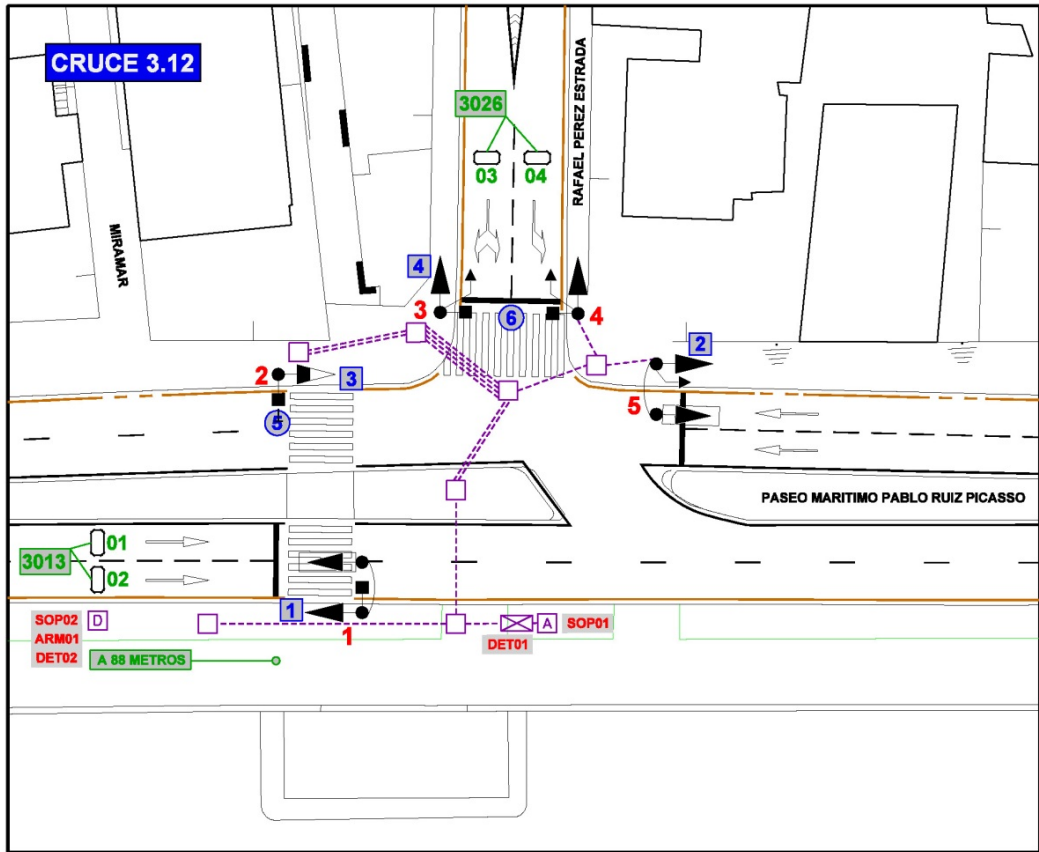 CRUCE 3.12
3026
03
04
RAFAEL PEREZ ESTRADA
MIRAMAR
4
3
6
4
2
2
3
5
5
PASEO MARITIMO PABLO RUIZ PICASSO
01
3013
02
1
1
SOP02
D
ARM01
DET02
A 88 METROS
A
SOP01
DET01